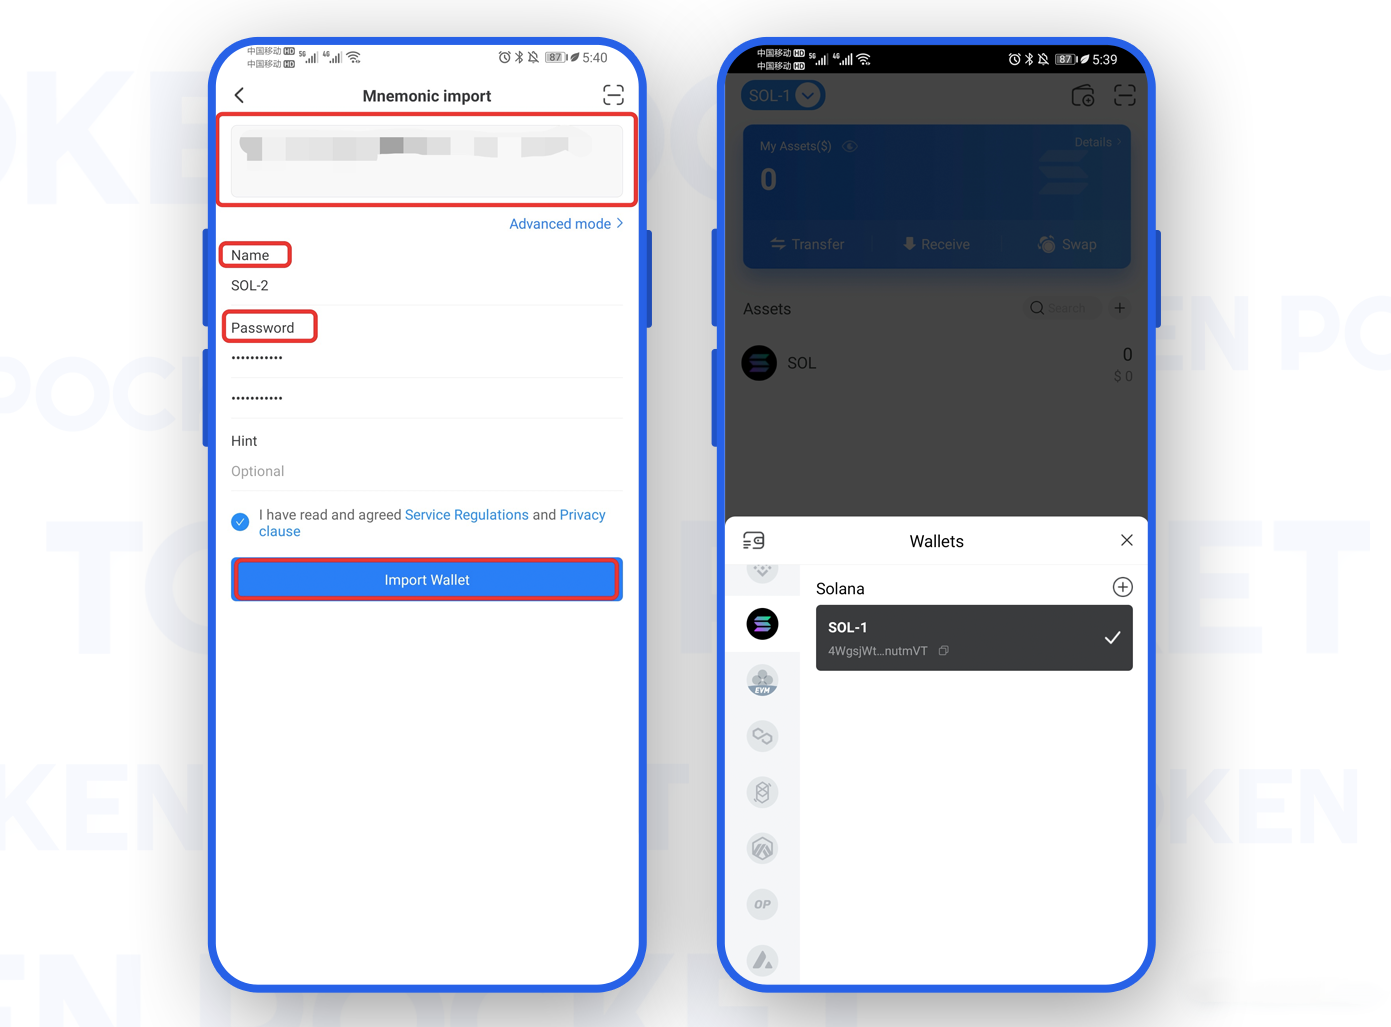 中国移动 HD
中国移动 HD
5G
4G
87
5:40
Mnemonic import
Advanced mode
Name
SOL-2
Password
•••••••••••
•••••••••••
Hint
Optional
I have read and agreed Service Regulations and Privacy
clause
Import Wallet
中国移动 HD
中国移动 HD
5G
4G
87
5:39
SOL-1
My Assets($)
Details
0
Transfer
Receive
Swap
Assets
Search
SOL
0
$ 0
Wallets
Solana
SOL-1
4WgsjWt...nutmVT
EVM
OP